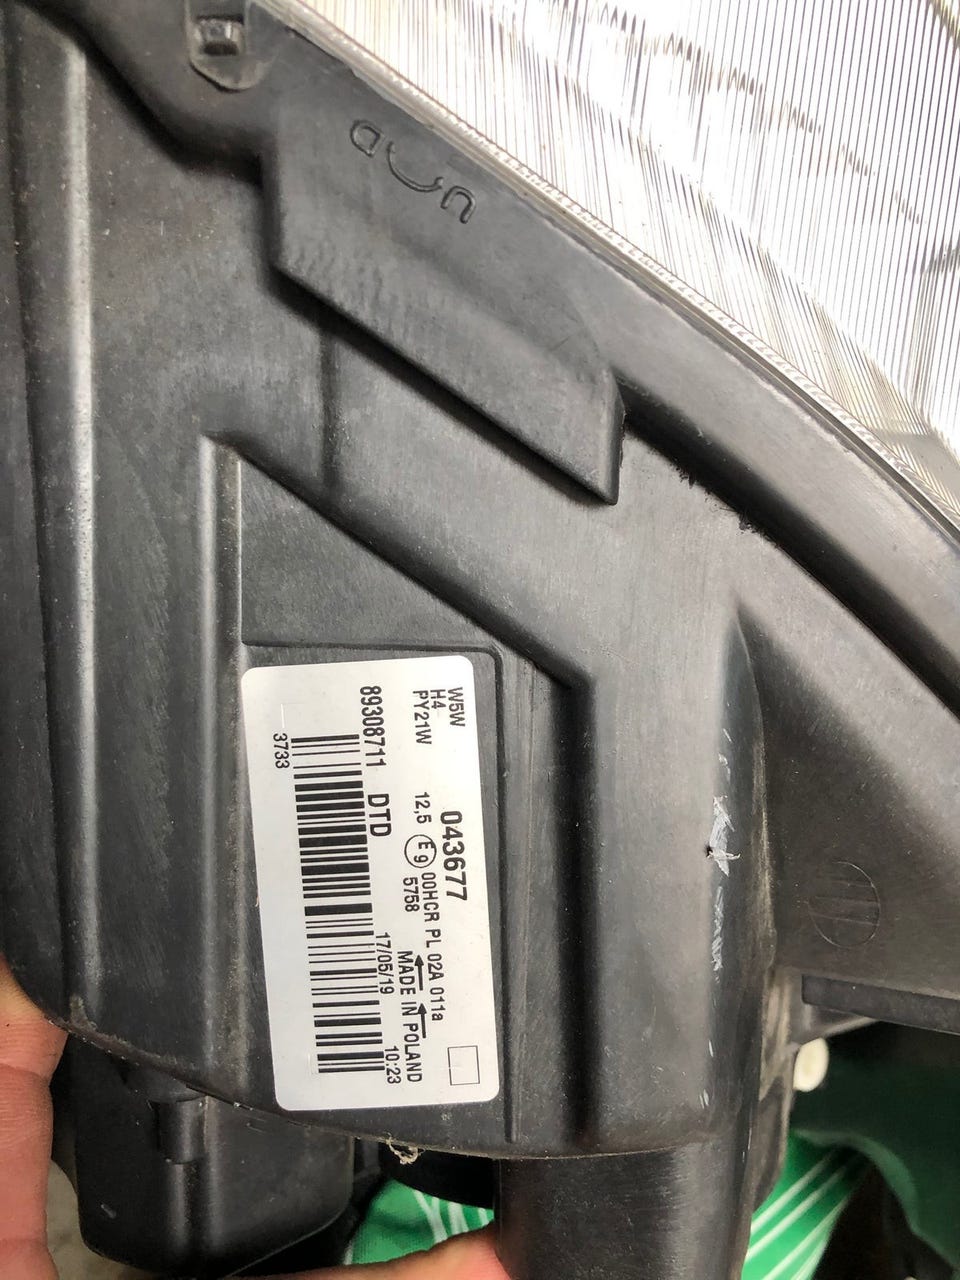 U D
W5W
H4
PY21W
043677
12,5 E9 00HCR PL 02A 011a
5758
MADE IN POLAND
89308711 DTD 17/05/19 10:23
3733